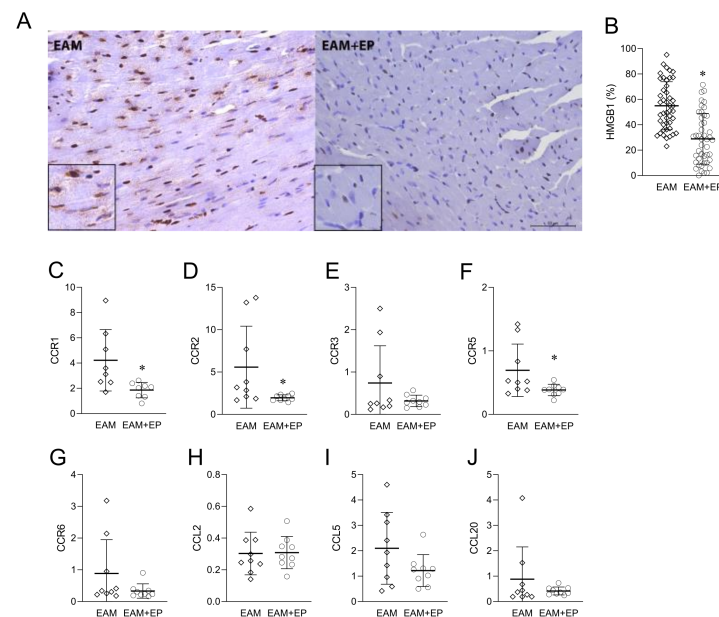 A
B
EAM
EAM+EP
HMGB1 (%)
100
80
60
40
20
0
*
EAM EAM+EP
C
D
E
F
CCR1
10
8
6
4
2
0
*
EAM EAM+EP
CCR2
15
10
5
0
*
EAM EAM+EP
CCR3
3
2
1
0
EAM EAM+EP
CCR5
2
1
0
*
EAM EAM+EP
G
H
I
J
CCR6
4
3
2
1
0
EAM EAM+EP
CCL2
0.8
0.6
0.4
0.2
0.0
EAM EAM+EP
CCL5
5
4
3
2
1
0
EAM EAM+EP
CCL20
5
4
3
2
1
0
EAM EAM+EP